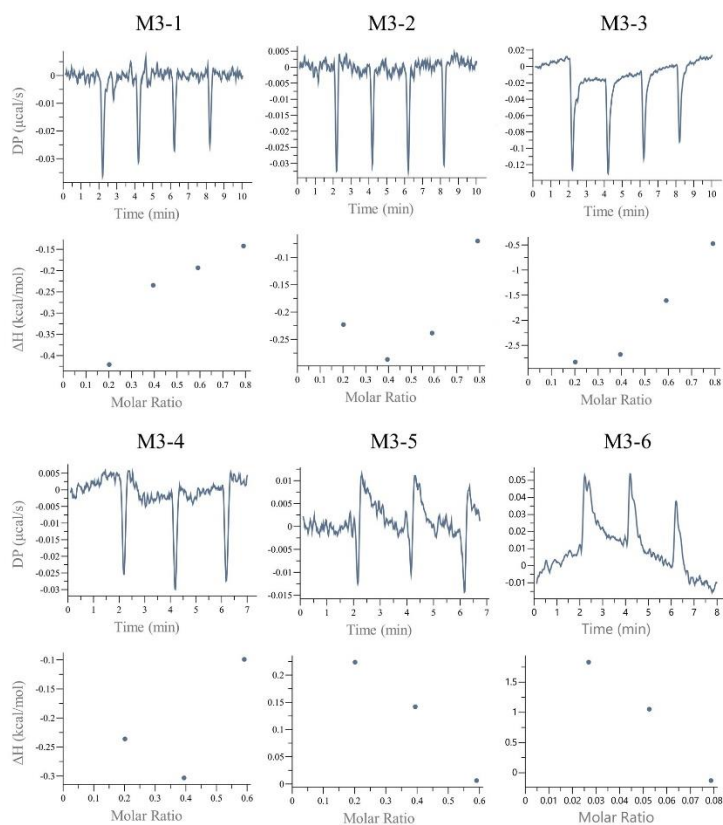 M3-1
DP (µcal/s)
0
-0.01
-0.02
-0.03
0 1 2 3 4 5 6 7 8 9 10
Time (min)
M3-2
0.005
0
-0.005
-0.01
-0.015
-0.02
-0.025
-0.03
0 1 2 3 4 5 6 7 8 9 10
Time (min)
M3-3
0.02
0
-0.02
-0.04
-0.06
-0.08
-0.1
-0.12
0 1 2 3 4 5 6 7 8 9 10
Time (min)
ΔH (kcal/mol)
-0.15
-0.2
-0.25
-0.3
-0.35
-0.4
0 0.1 0.2 0.3 0.4 0.5 0.6 0.7 0.8
Molar Ratio
-0.1
-0.15
-0.2
-0.25
0 0.1 0.2 0.3 0.4 0.5 0.6 0.7 0.8
Molar Ratio
-0.5
-1
-1.5
-2
-2.5
0 0.1 0.2 0.3 0.4 0.5 0.6 0.7 0.8
Molar Ratio
M3-4
DP (µcal/s)
0.005
0
-0.005
-0.01
-0.015
-0.02
-0.025
-0.03
0 1 2 3 4 5 6 7
Time (min)
M3-5
0.01
0.005
0
-0.005
-0.01
-0.015
0 1 2 3 4 5 6 7
Time (min)
M3-6
0.05
0.04
0.03
0.02
0.01
0
-0.01
0 1 2 3 4 5 6 7 8
Time (min)
ΔH (kcal/mol)
-0.1
-0.15
-0.2
-0.25
-0.3
0 0.1 0.2 0.3 0.4 0.5 0.6
Molar Ratio
0.2
0.15
0.1
0.05
0
0 0.1 0.2 0.3 0.4 0.5 0.6
Molar Ratio
1.5
1
0.5
0
0 0.01 0.02 0.03 0.04 0.05 0.06 0.07 0.08
Molar Ratio